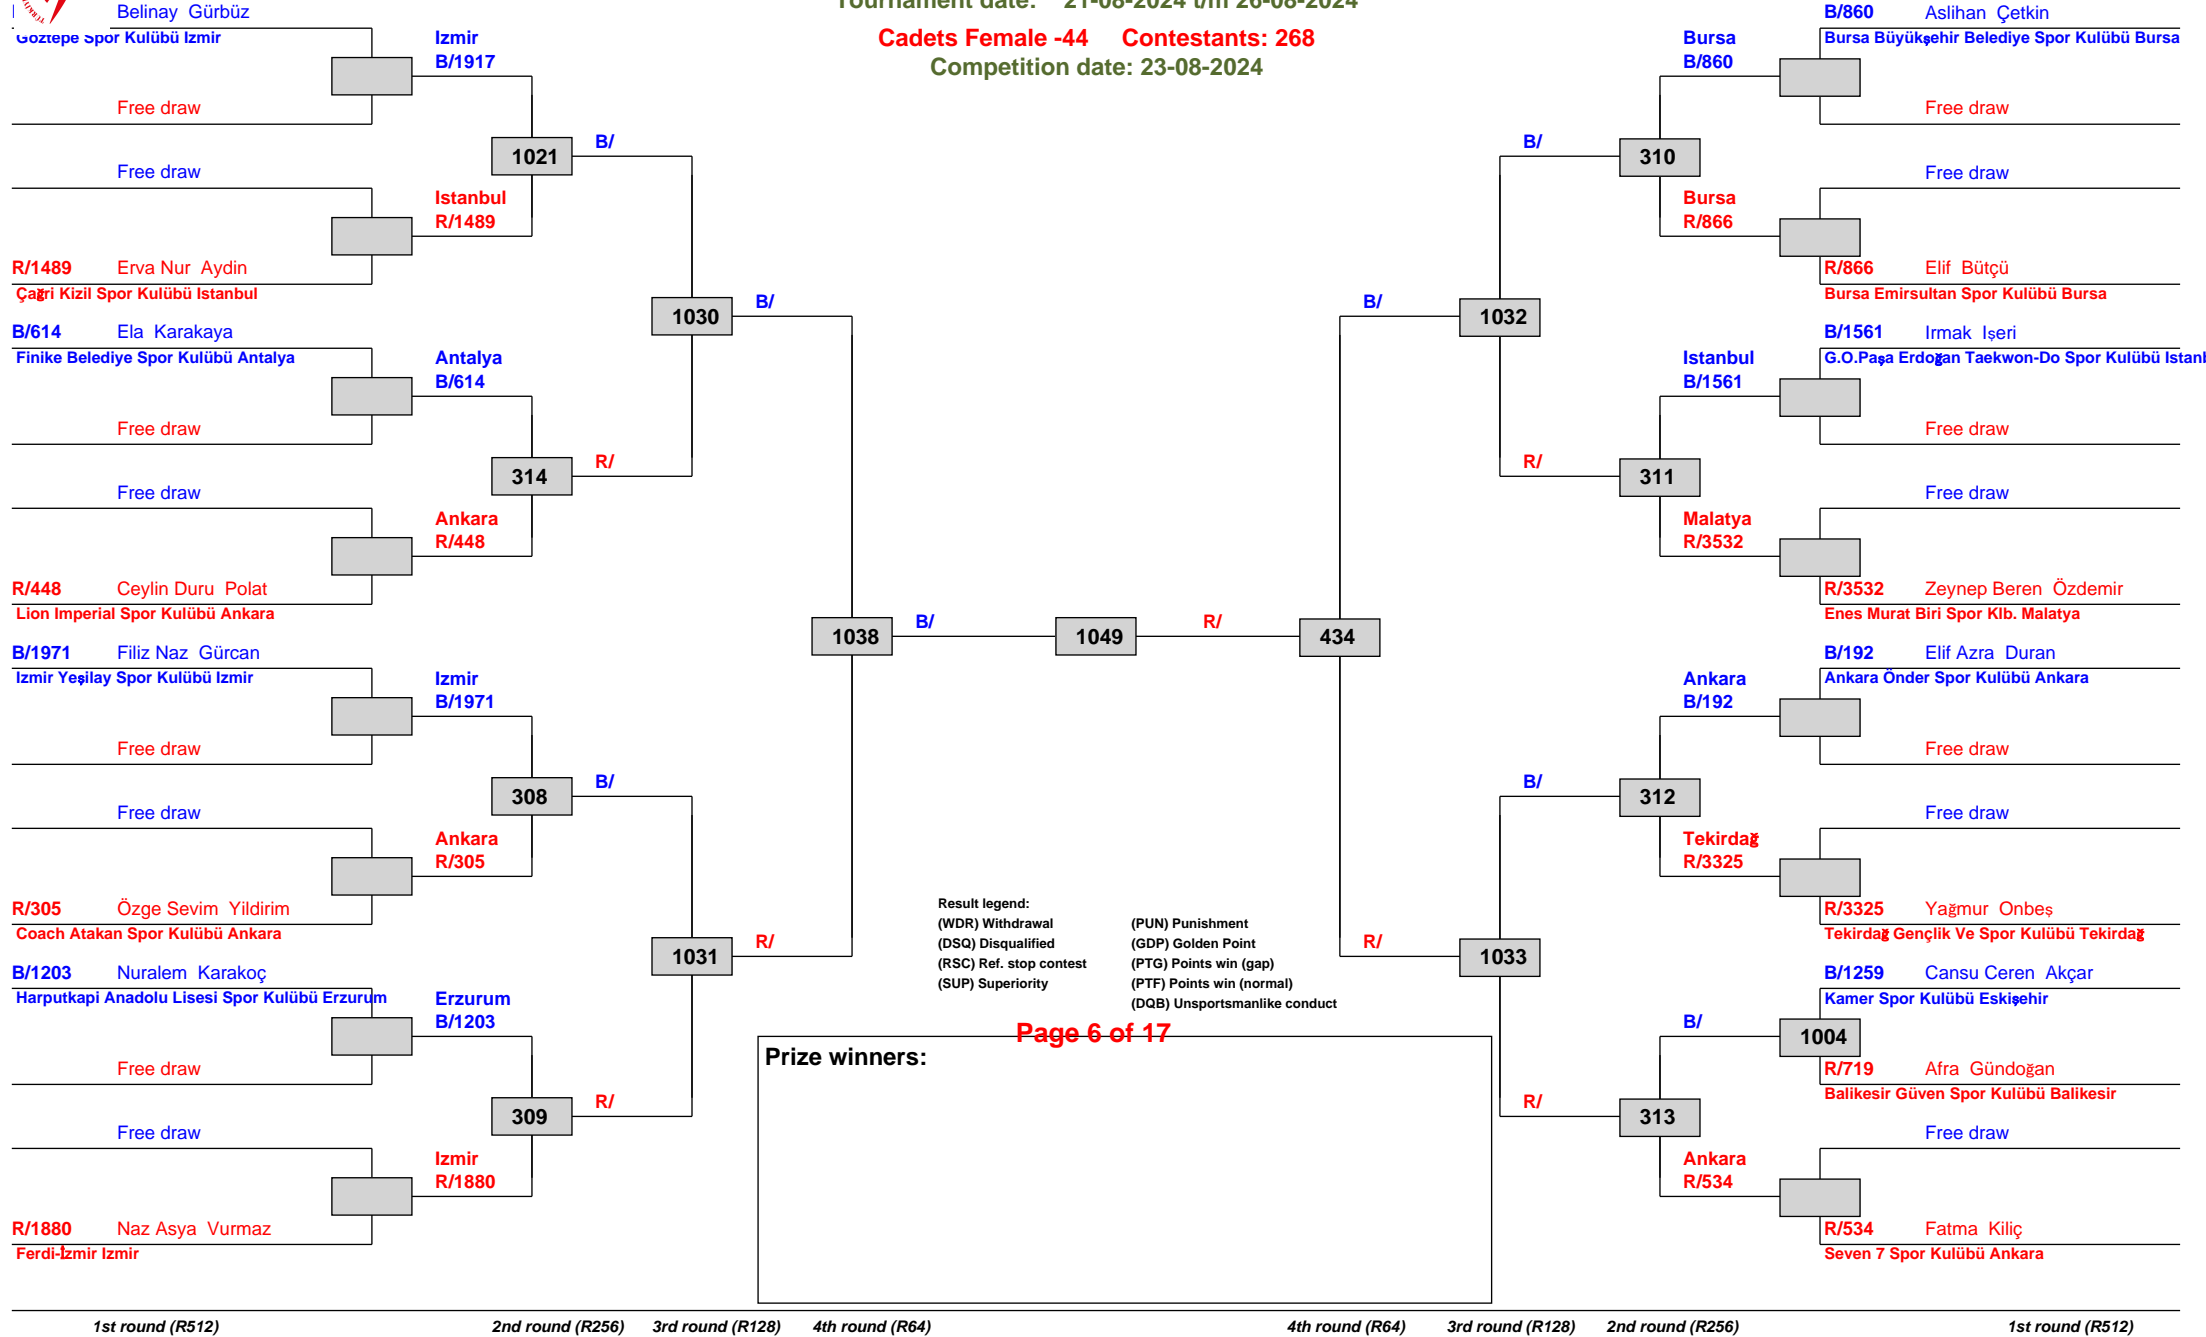 Tournament date: 21-08-2024 t/m 26-08-2024
Cadets Female -44 Contestants: 268
Competition date: 23-08-2024
Belinay Gürbüz
Göztepe Spor Kulübü Izmir
Izmir
B/1917
Free draw
1021
B/
Free draw
Istanbul
R/1489
R/1489 Erva Nur Aydin
Çağri Kizil Spor Kulübü Istanbul
1030
B/
B/614 Ela Karakaya
Finike Belediye Spor Kulübü Antalya
Antalya
B/614
Free draw
314
R/
Free draw
Ankara
R/448
R/448 Ceylin Duru Polat
Lion Imperial Spor Kulübü Ankara
1038
B/
1049
R/
434
B/1971 Filiz Naz Gürcan
Izmir Yeşilay Spor Kulübü Izmir
Izmir
B/1971
Free draw
308
B/
Free draw
Ankara
R/305
R/305 Özge Sevim Yildirim
Coach Atakan Spor Kulübü Ankara
1031
R/
B/1203 Nuralem Karakoç
Harputkapi Anadolu Lisesi Spor Kulübü Erzurum
Erzurum
B/1203
Free draw
309
R/
Free draw
Izmir
R/1880
R/1880 Naz Asya Vurmaz
Ferdi-İzmir Izmir
B/860 Aslihan Çetkin
Bursa Büyükşehir Belediye Spor Kulübü Bursa
Bursa
B/860
Free draw
B/
310
Free draw
Bursa
R/866
R/866 Elif Bütçü
Bursa Emirsultan Spor Kulübü Bursa
B/
1032
B/1561 Irmak Işeri
G.O.Paşa Erdoğan Taekwon-Do Spor Kulübü Istanb
Istanbul
B/1561
Free draw
R/
311
Free draw
Malatya
R/3532
R/3532 Zeynep Beren Özdemir
Enes Murat Biri Spor Klb. Malatya
B/192 Elif Azra Duran
Ankara Önder Spor Kulübü Ankara
Ankara
B/192
Free draw
B/
312
Free draw
Tekirdağ
R/3325
R/3325 Yağmur Onbeş
Tekirdağ Gençlik Ve Spor Kulübü Tekirdağ
R/
1033
B/1259 Cansu Ceren Akçar
Kamer Spor Kulübü Eskişehir
B/
1004
R/719 Afra Gündoğan
Balikesir Güven Spor Kulübü Balikesir
R/
313
Free draw
Ankara
R/534
R/534 Fatma Kiliç
Seven 7 Spor Kulübü Ankara
Result legend:
(WDR) Withdrawal (PUN) Punishment
(DSQ) Disqualified (GDP) Golden Point
(RSC) Ref. stop contest (PTG) Points win (gap)
(SUP) Superiority (PTF) Points win (normal)
(DQB) Unsportsmanlike conduct
Page 6 of 17
Prize winners:
1st round (R512) 2nd round (R256) 3rd round (R128) 4th round (R64) 4th round (R64) 3rd round (R128) 2nd round (R256) 1st round (R512)